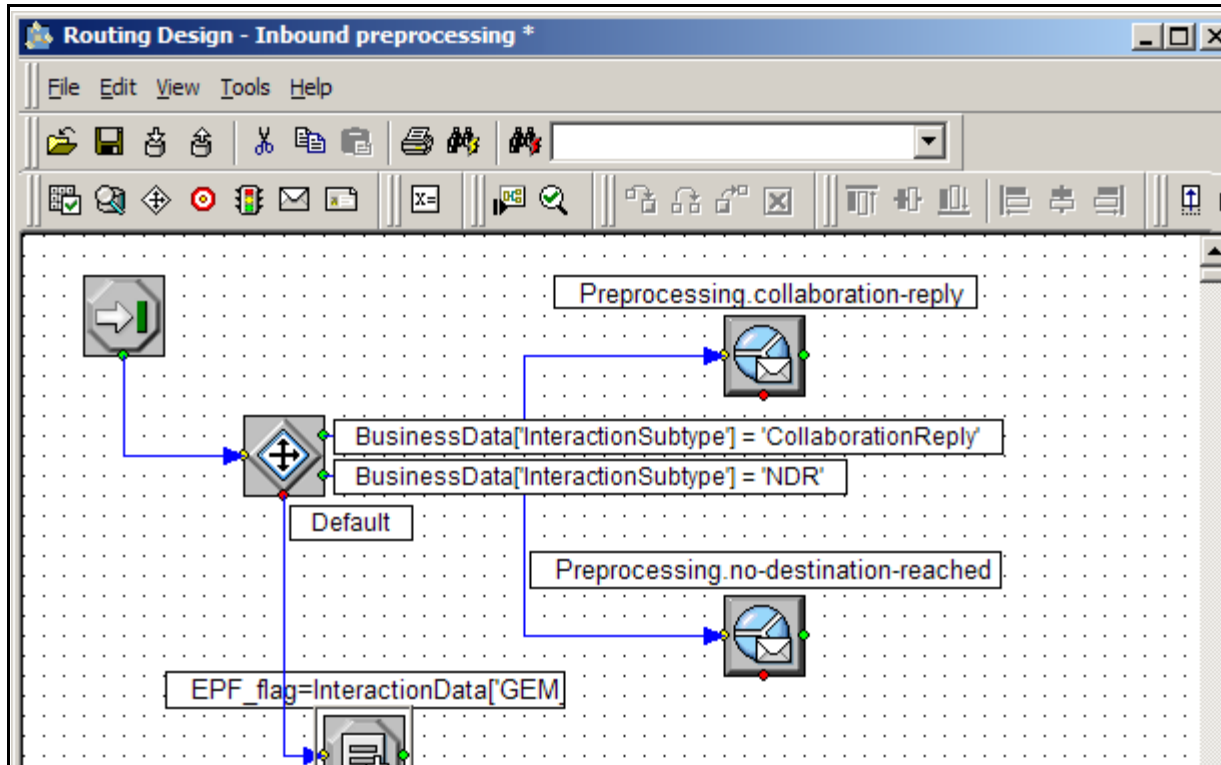 Routing Design - Inbound preprocessing *
File Edit View Tools Help
x=
Preprocessing.collaboration-reply
BusinessData['InteractionSubtype'] = 'CollaborationReply'
BusinessData['InteractionSubtype'] = 'NDR'
Default
Preprocessing.no-destination-reached
EPF_flag=InteractionData['GEM_